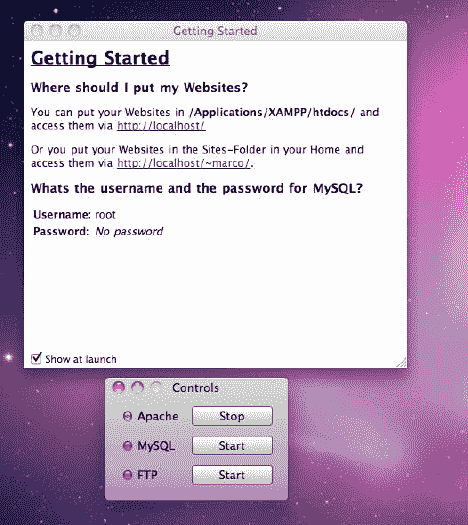 Getting Started
Getting Started
Where should I put my Websites?
You can put your Websites in /Applications/XAMPP/htdocs/ and
access them via http://localhost/
Or you put your Websites in the Sites-Folder in your Home and
access them via http://localhost/~marco/.
Whats the username and the password for MySQL?
Username: root
Password: No password
Show at launch
Controls
Apache Stop
MySQL Start
FTP Start